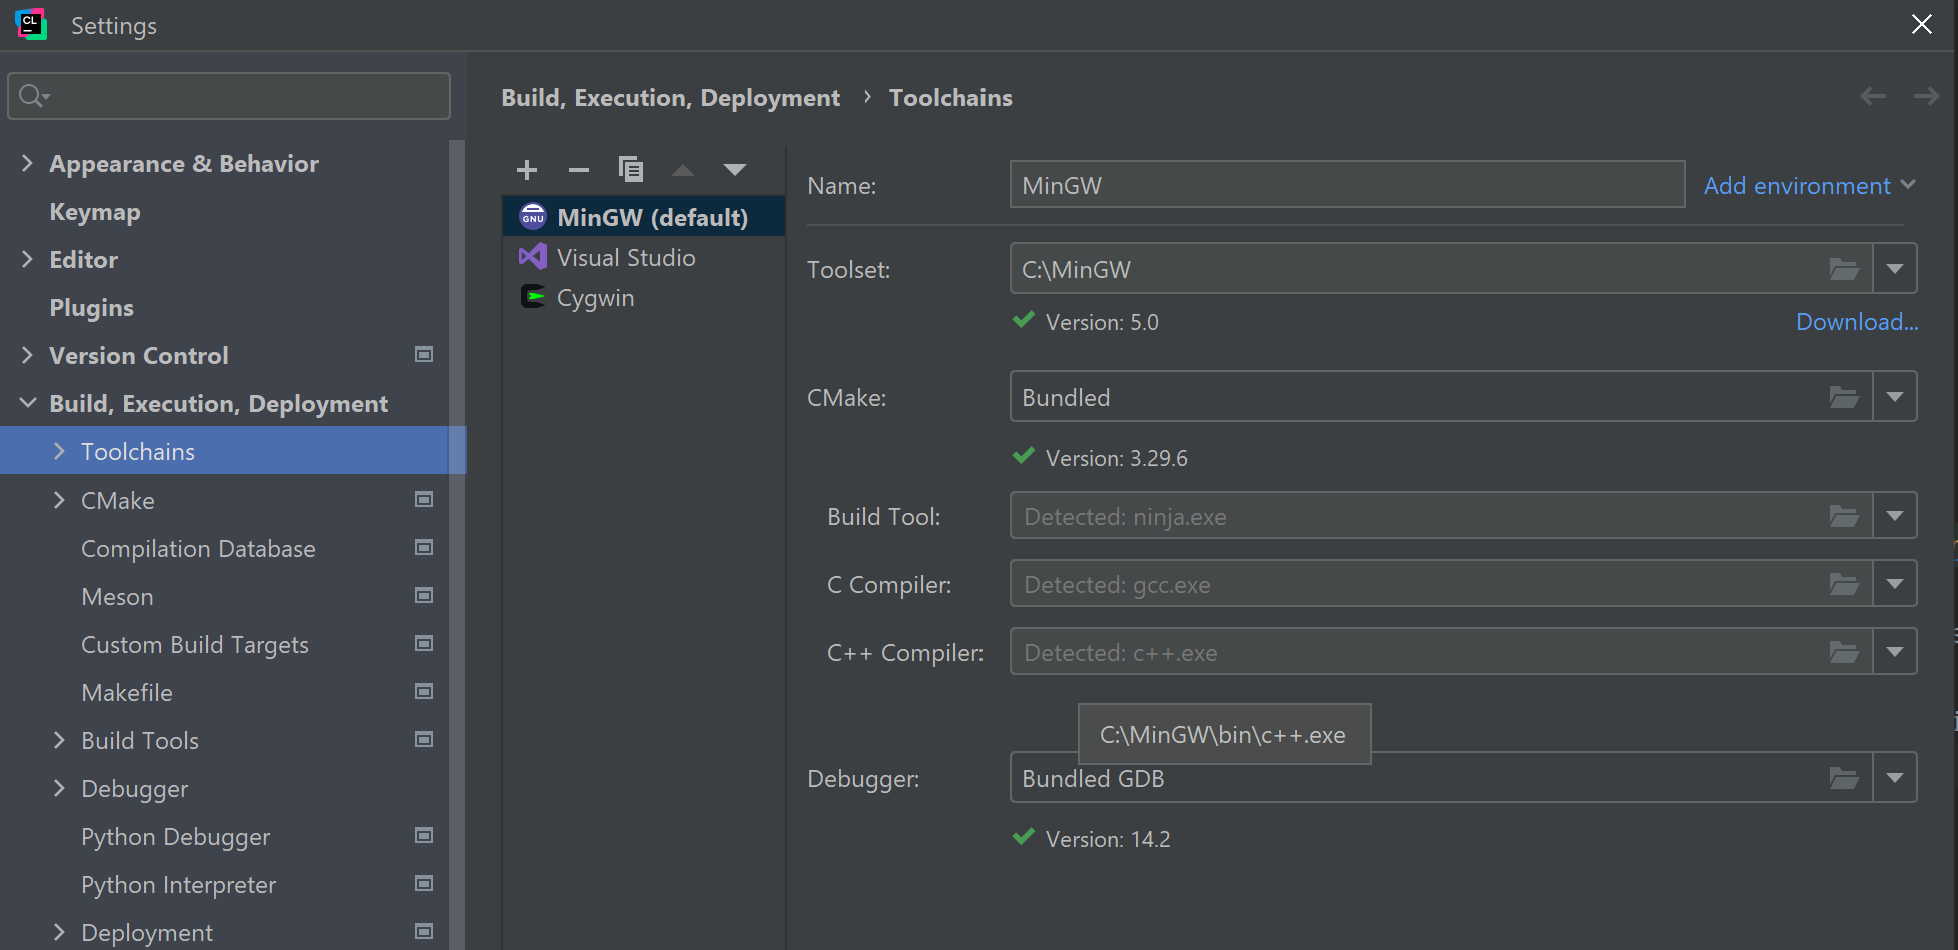 CL
Settings
Appearance & Behavior
Keymap
Editor
Plugins
Version Control
Build, Execution, Deployment
Toolchains
CMake
Compilation Database
Meson
Custom Build Targets
Makefile
Build Tools
Debugger
Python Debugger
Python Interpreter
Deployment
Build, Execution, Deployment › Toolchains
GNU
MinGW (default)
Visual Studio
Cygwin
Name: MinGW Add environment
Toolset: C:\MinGW
Version: 5.0 Download...
CMake: Bundled
Version: 3.29.6
Build Tool: Detected: ninja.exe
C Compiler: Detected: gcc.exe
C++ Compiler: Detected: c++.exe
C:\MinGW\bin\c++.exe
Debugger: Bundled GDB
Version: 14.2